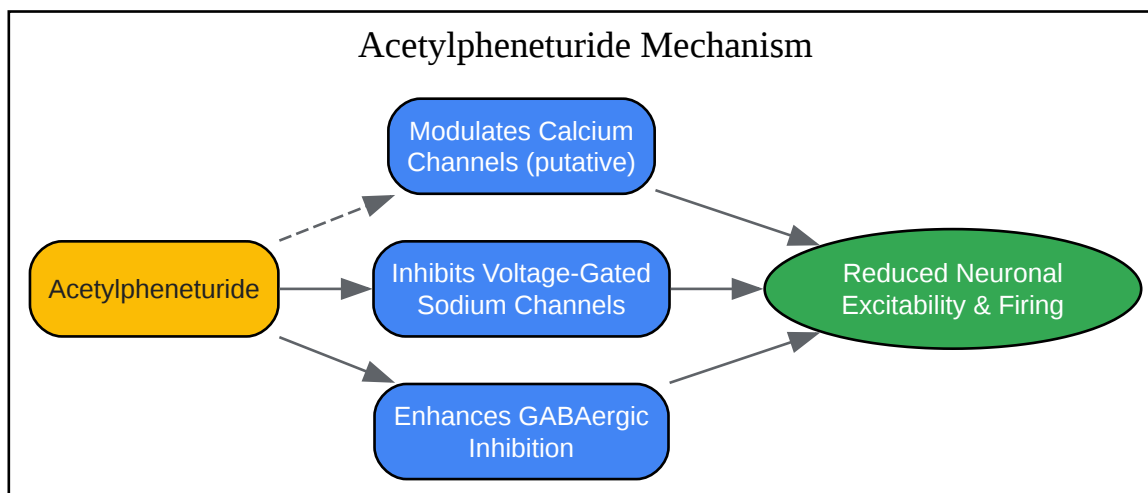 Acetylpheneturide Mechanism
Modulates Calcium
Channels (putative)
Acetylpheneturide
Inhibits Voltage-Gated
Sodium Channels
Reduced Neuronal
Excitability & Firing
Enhances GABAergic
Inhibition